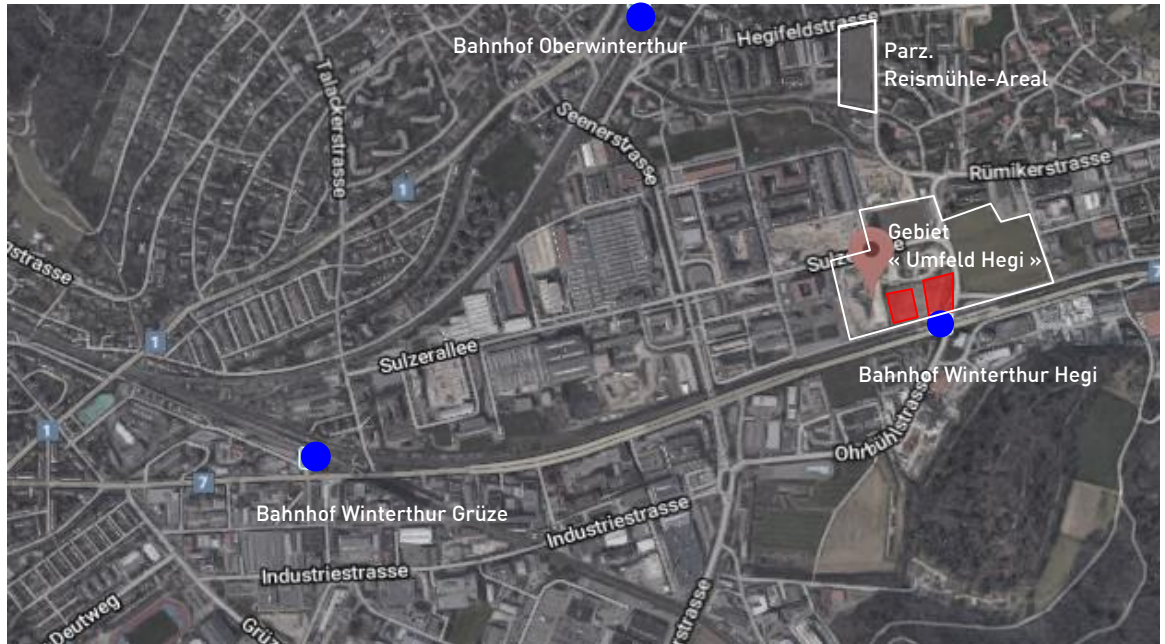 Bahnhof Oberwinterthur
Hegifeldstrasse
Parz.
Reismühle-Areal
Talackerstrasse
Seenerstrasse
1
Rümikerstrasse
Gebiet
« Umfeld Hegi »
7
1
Sulzerallee
Bahnhof Winterthur Hegi
1
Ohrbühlstrasse
7
Bahnhof Winterthur Grüze
Industriestrasse
Industriestrasse
Deutweg